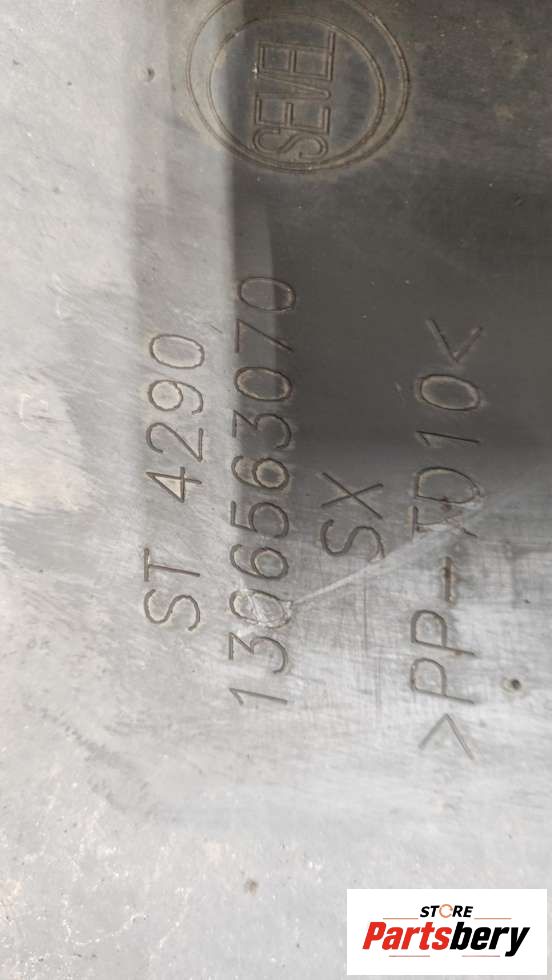 ST 4290
1306563070
SEVEL
SX
>PP-TD10<
STORE
Partsbery